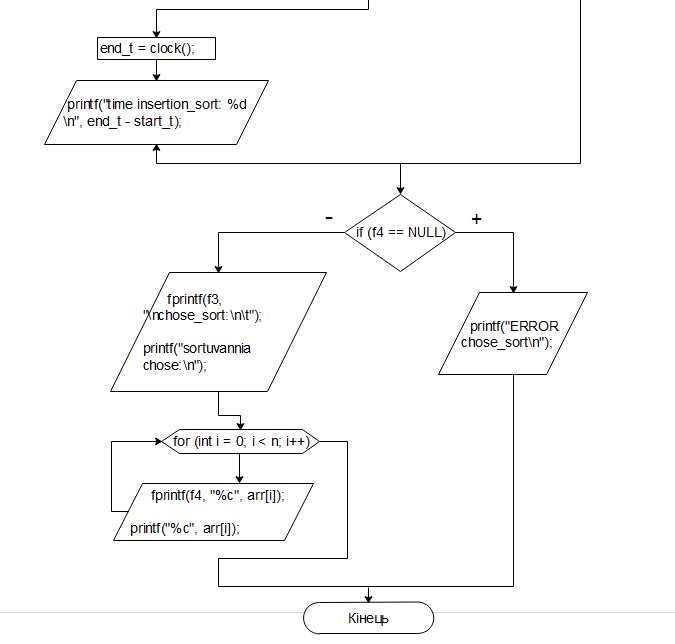 end_t = clock();
printf("time insertion_sort: %d
\n", end_t - start_t);
-
+
if (f4 == NULL)
fprintf(f3,
"\nchose_sort:\n\t");
printf("sortuvannia
chose:\n");
printf("ERROR
chose_sort\n");
for (int i = 0; i < n; i++)
fprintf(f4, "%c", arr[i]);
printf("%c", arr[i]);
Кінець